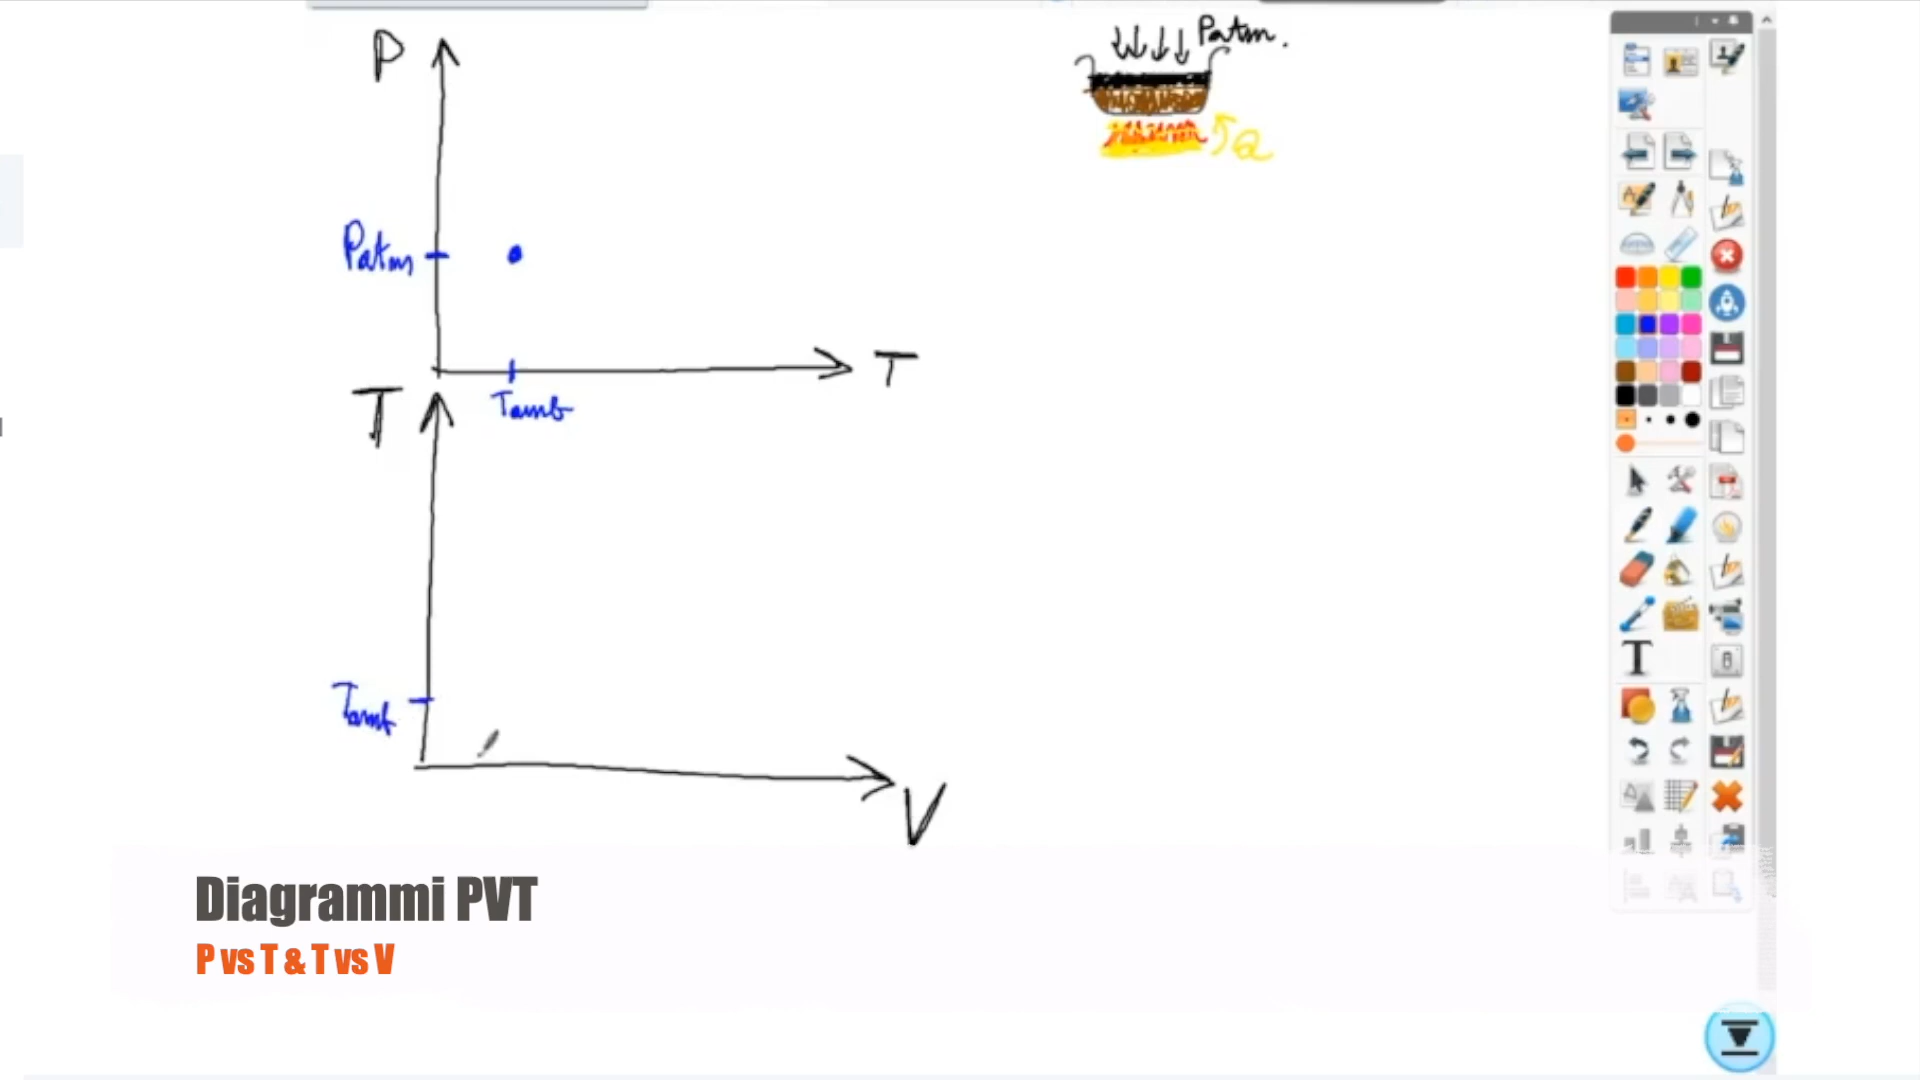 P
Patm.
Q
Patm
T
Tamb
T
Tamb
V
Diagrammi PVT
P vs T & T vs V